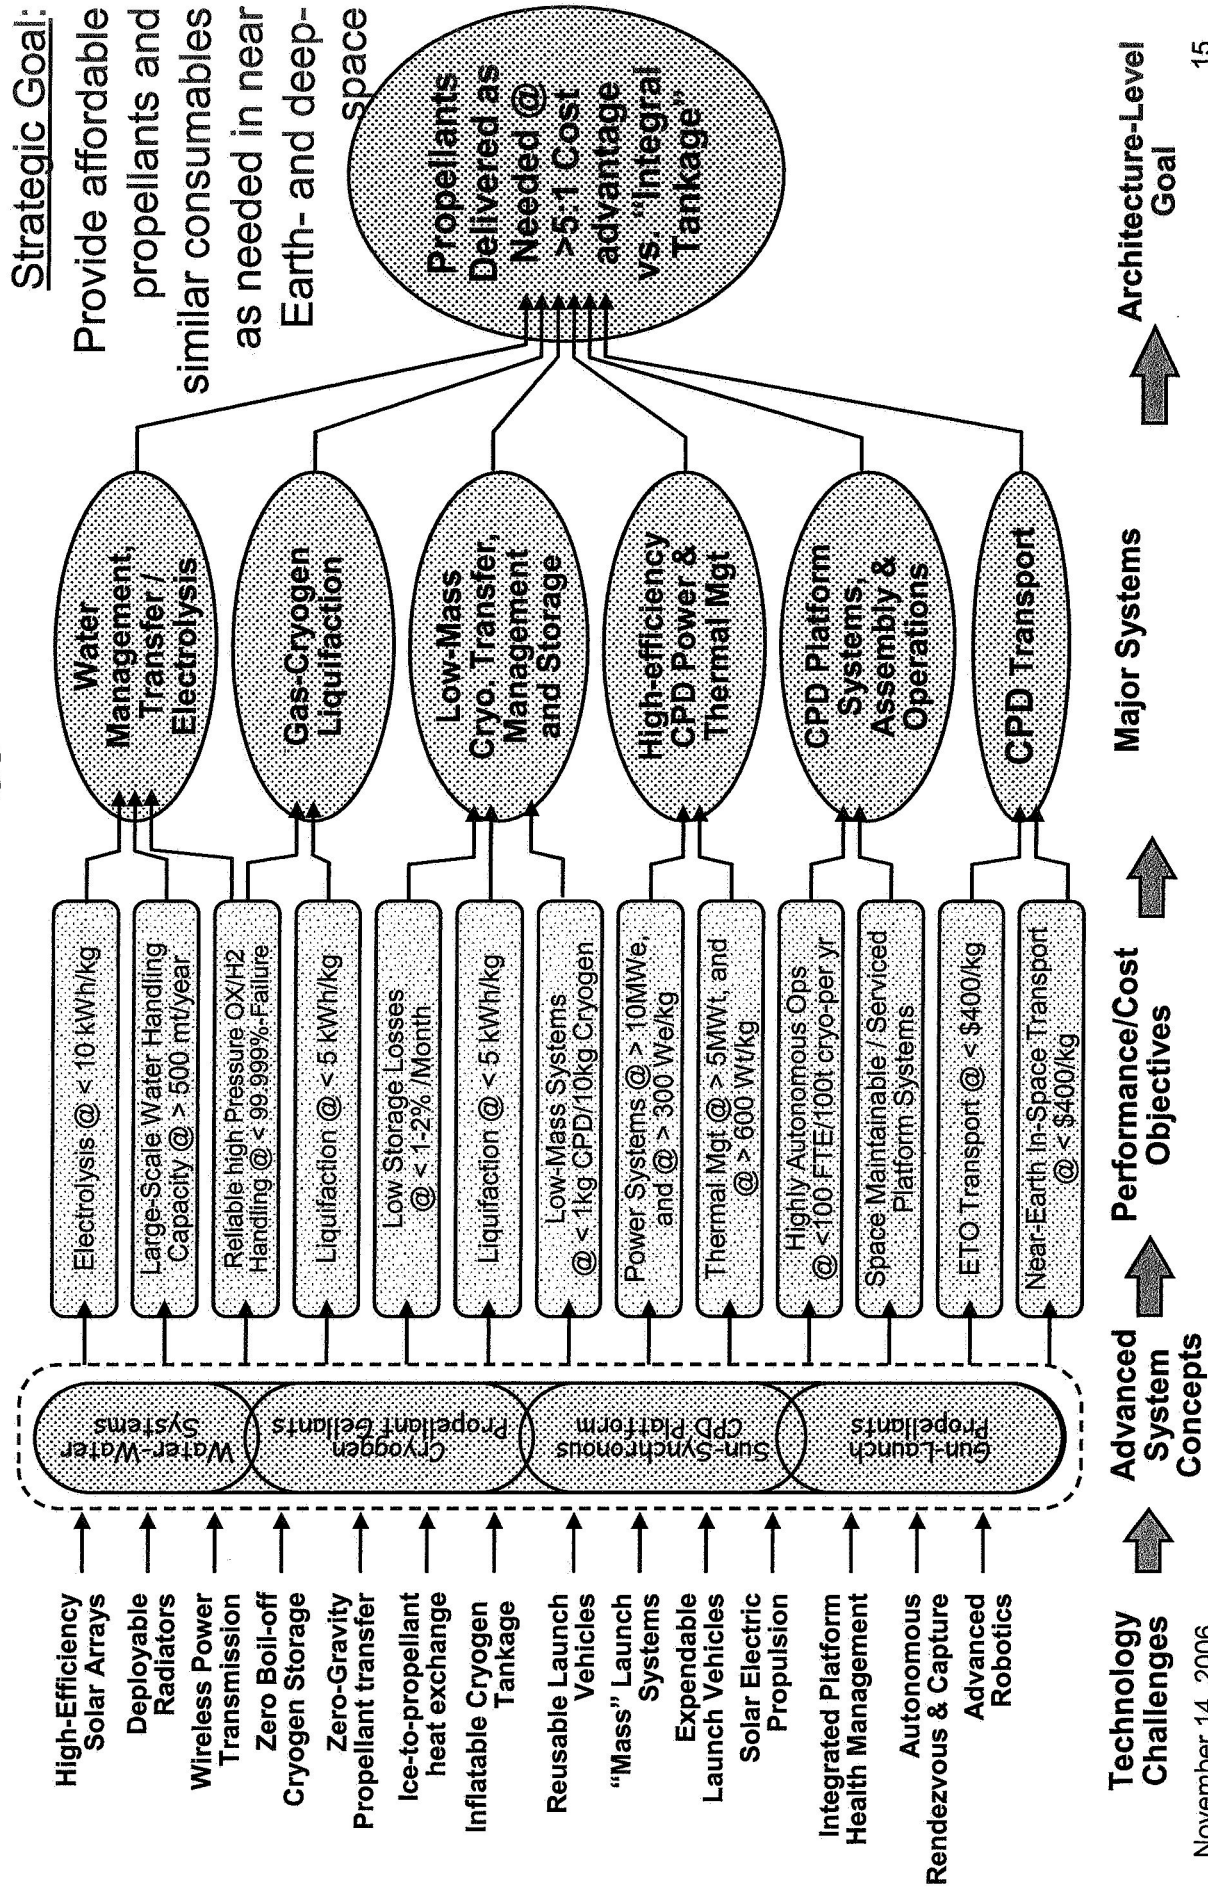 Strategic Goal:
Provide affordable
propellants and
similar consumables
as needed in near
Earth- and deep-
space
High-Efficiency
Solar Arrays
Deployable
Radiators
Wireless Power
Transmission
Zero Boil-off
Cryogen Storage
Zero-Gravity
Propellant transfer
Ice-to-propellant
heat exchange
Inflatable Cryogen
Tankage
Reusable Launch
Vehicles
"Mass" Launch
Systems
Expendable
Launch Vehicles
Solar Electric
Propulsion
Integrated Platform
Health Management
Autonomous
Rendezvous & Capture
Advanced
Robotics
Water-Water
Systems
Cryoggen
Propellant Gellants
Sun-Synchronous
CPD Platform
Gun-Launch
Propellants
Electrolysis @ < 10 kWh/kg
Large-Scale Water Handling
Capacity @ > 500 mt/year
Reliable high Pressure OX/H2
Handling @ < 99.999%-Failure
Liquifaction @ < 5 kWh/kg
Low Storage Losses
@ < 1-2% /Month
Liquifaction @ < 5 kWh/kg
Low-Mass Systems
@ < 1kg CPD/10kg Cryogen
Power Systems @ > 10MWe,
and @ > 300 We/kg
Thermal Mgt @ > 5MWt, and
@ > 600 Wt/kg
Highly Autonomous Ops
@ <100 FTE/100t cryo-per yr
Space Maintainable / Serviced
Platform Systems
ETO Transport @ < $400/kg
Near-Earth In-Space Transport
@ < $400/kg
Water
Management,
Transfer /
Electrolysis
Gas-Cryogen
Liquifaction
Low-Mass
Cryo. Transfer,
Management
and Storage
High-efficiency
CPD Power &
Thermal Mgt
CPD Platform
Systems,
Assembly &
Operations
CPD Transport
Propellants
Delivered as
Needed @
>5:1 Cost
advantage
vs. "Integral
Tankage"
Technology
Challenges
Advanced
System
Concepts
Performance/Cost
Objectives
Major Systems
Architecture-Level
Goal
November 14, 2006
15